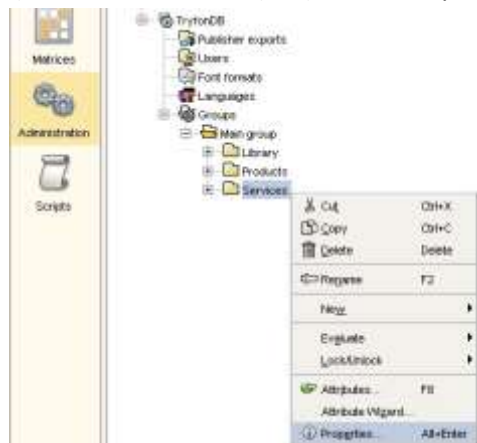 TrytonDB
Publisher exports
Matrices
Users
Font formats
Languages
Groups
Administration
Main group
Library
Products
Services
Scripts
Cut Ctrl+X
Copy Ctrl+C
Delete Delete
Rename F2
New
Evaluate
Lock/Unlock
Attributes... F8
Attribute Wizard...
Properties... Alt+Enter